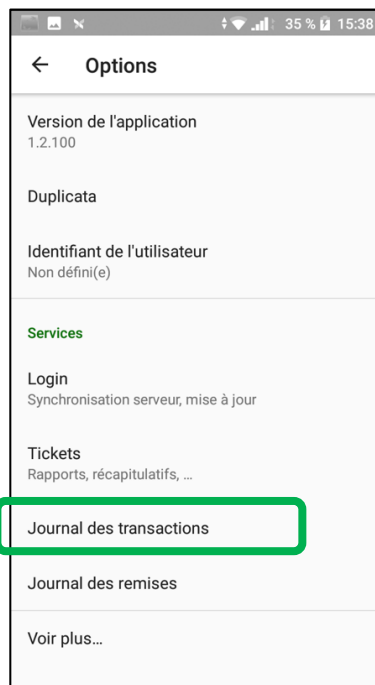 35 % 15:38
Options
Version de l'application
1.2.100
Duplicata
Identifiant de l'utilisateur
Non défini(e)
Services
Login
Synchronisation serveur, mise à jour
Tickets
Rapports, récapitulatifs, ...
Journal des transactions
Journal des remises
Voir plus...